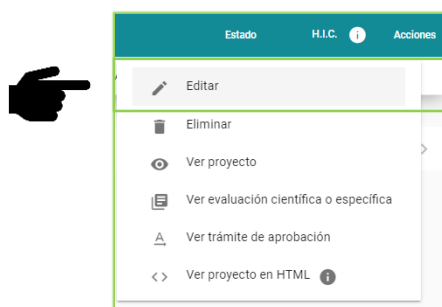 Estado H.I.C. i Acciones
Editar
Eliminar
Ver proyecto
Ver evaluación científica o específica
A Ver trámite de aprobación
<> Ver proyecto en HTML i